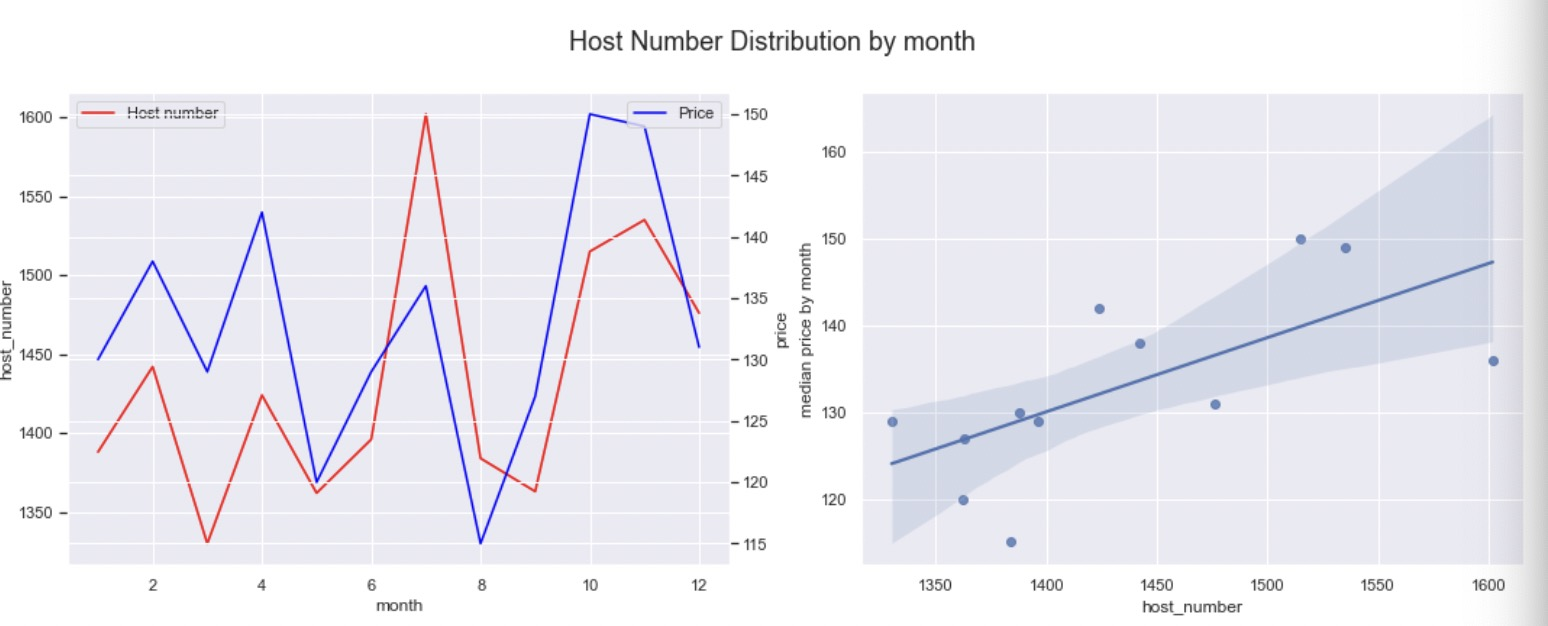 Host Number Distribution by month
Host number
Price
1600
1550
1500
1450
1400
1350
host_number
150
145
140
135
130
125
120
115
price
2 4 6 8 10 12
month
160
150
140
130
120
median price by month
1350 1400 1450 1500 1550 1600
host_number